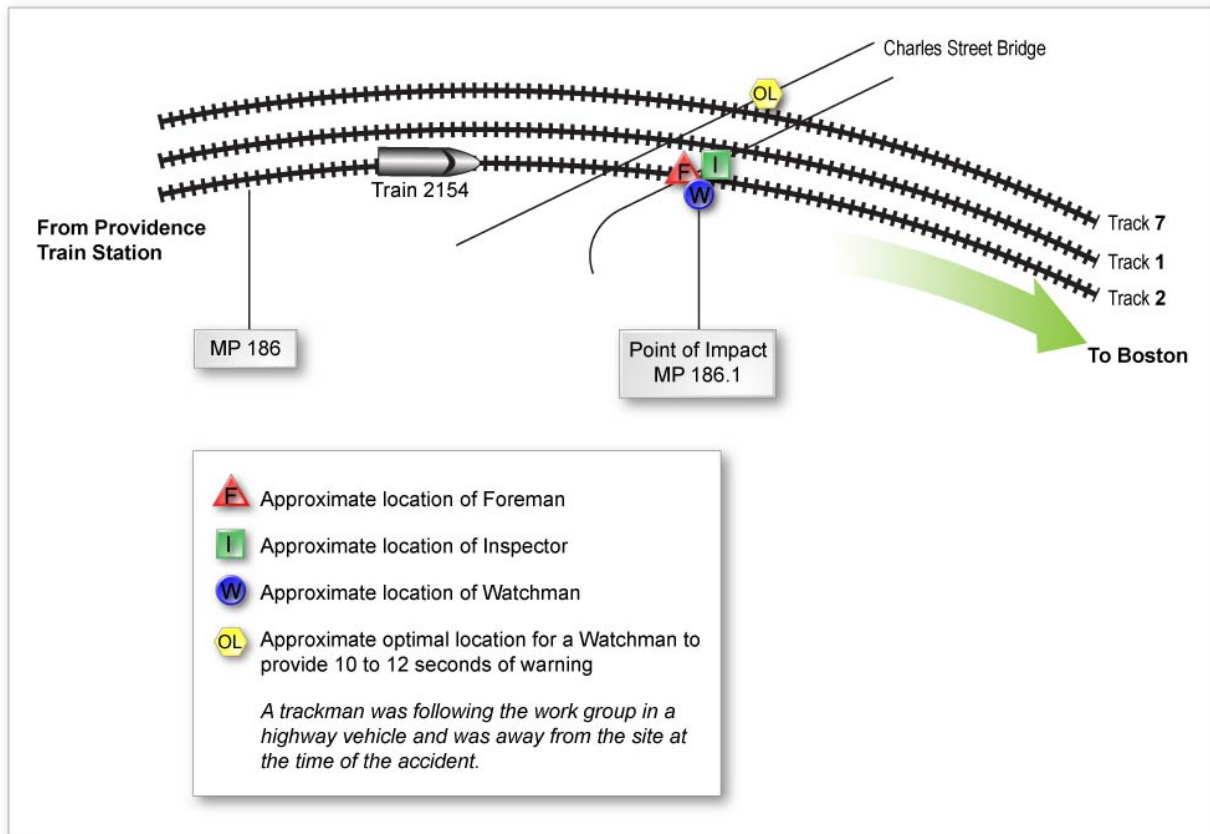 Charles Street Bridge
OL
F
I
W
Train 2154
From Providence
Train Station
Track 7
Track 1
Track 2
To Boston
MP 186
Point of Impact
MP 186.1
F Approximate location of Foreman
I Approximate location of Inspector
W Approximate location of Watchman
OL Approximate optimal location for a Watchman to
provide 10 to 12 seconds of warning
A trackman was following the work group in a
highway vehicle and was away from the site at
the time of the accident.